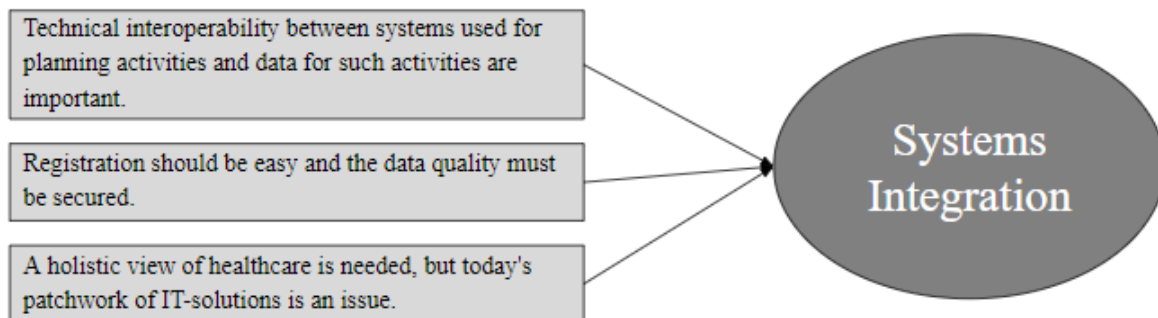 Technical interoperability between systems used for
planning activities and data for such activities are
important.
Registration should be easy and the data quality must
be secured.
A holistic view of healthcare is needed, but today's
patchwork of IT-solutions is an issue.
Systems
Integration